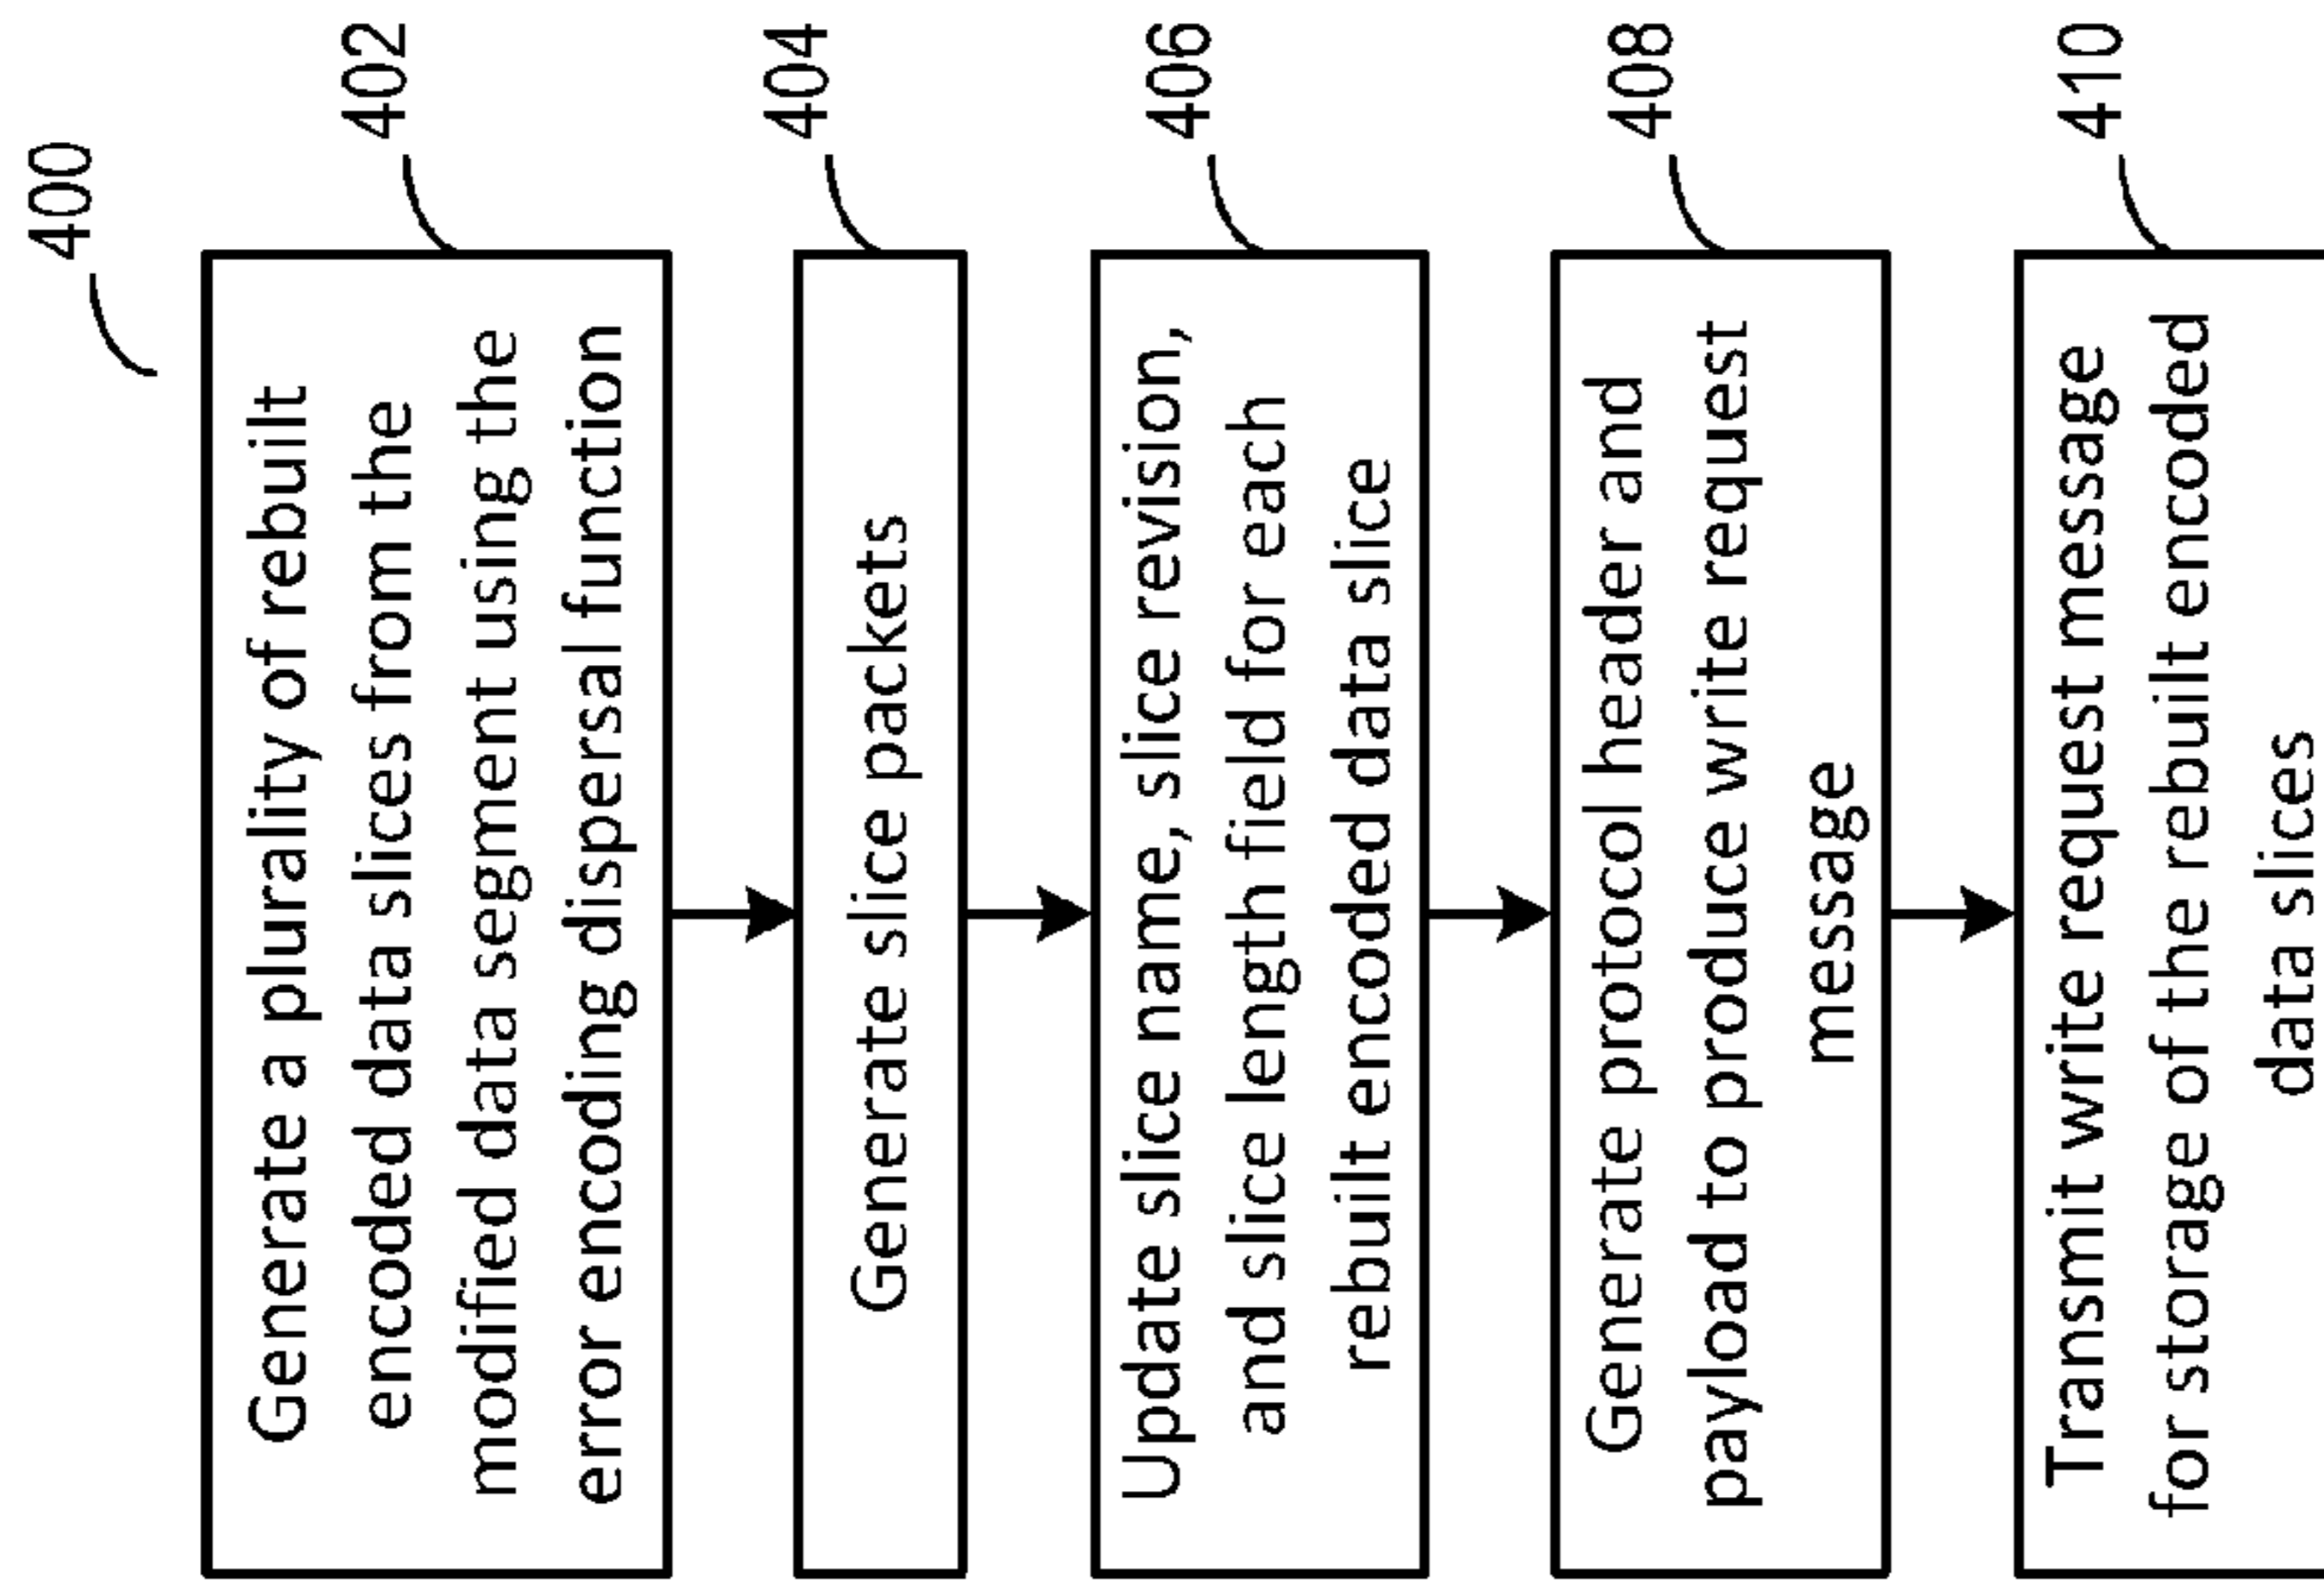 400
402
Generate a plurality of rebuilt
encoded data slices from the
modified data segment using the
error encoding dispersal function
404
Generate slice packets
406
Update slice name, slice revision,
and slice length field for each
rebuilt encoded data slice
408
Generate protocol header and
payload to produce write request
message
410
Transmit write request message
for storage of the rebuilt encoded
data slices